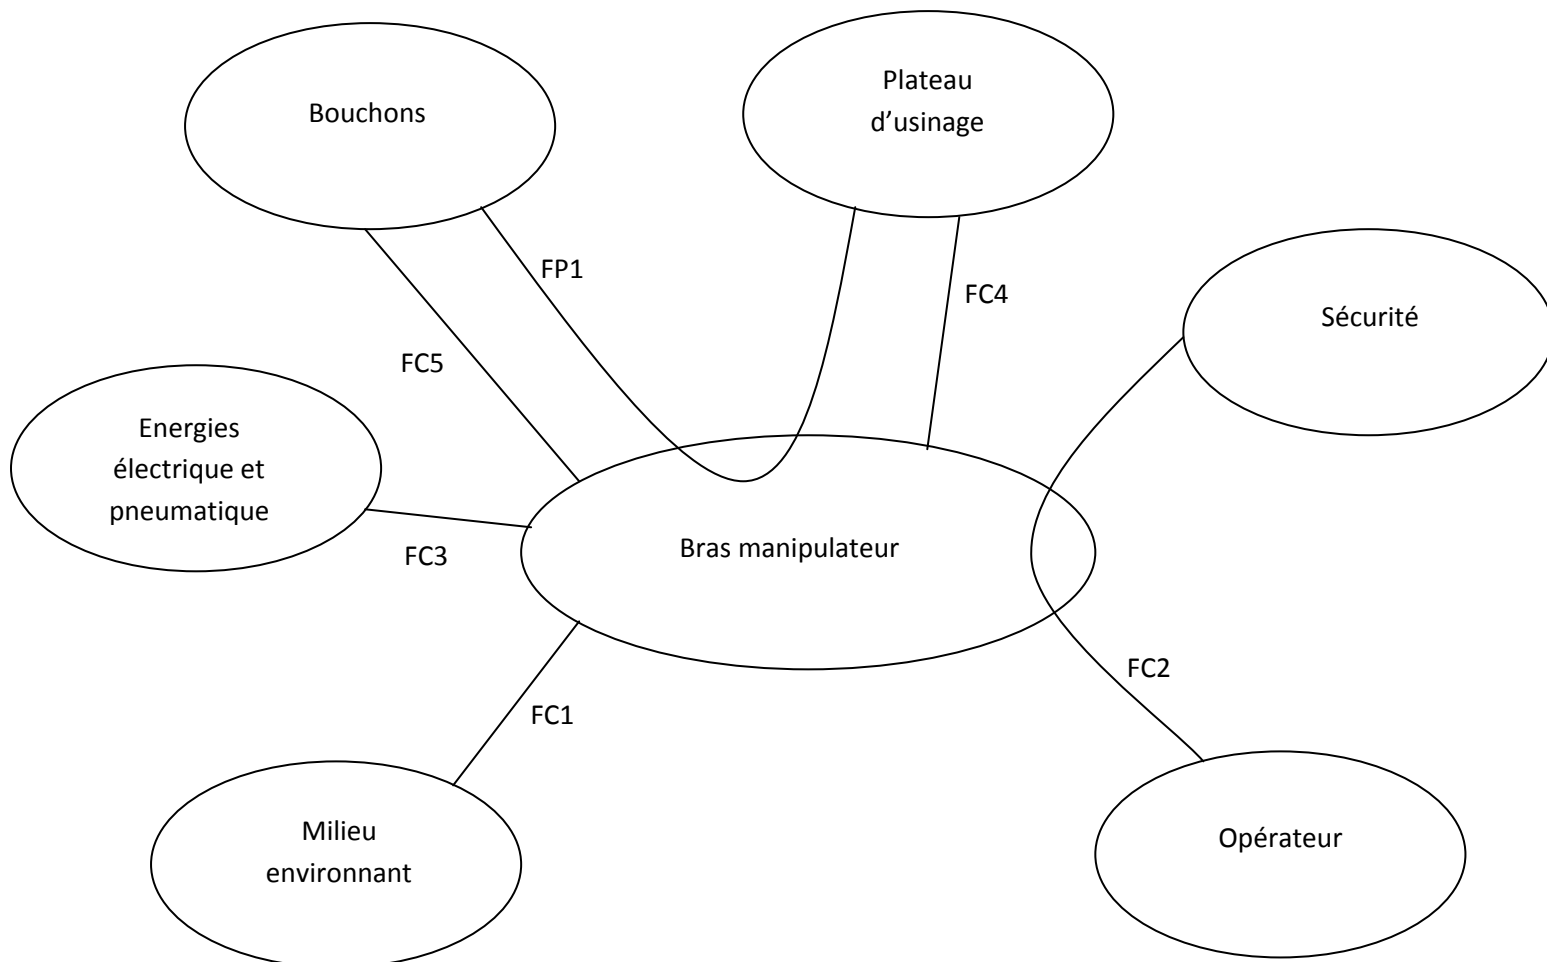 Bouchons
Plateau
d’usinage
FP1
FC4
Sécurité
FC5
Energies
électrique et
pneumatique
FC3
Bras manipulateur
FC2
FC1
Milieu
environnant
Opérateur